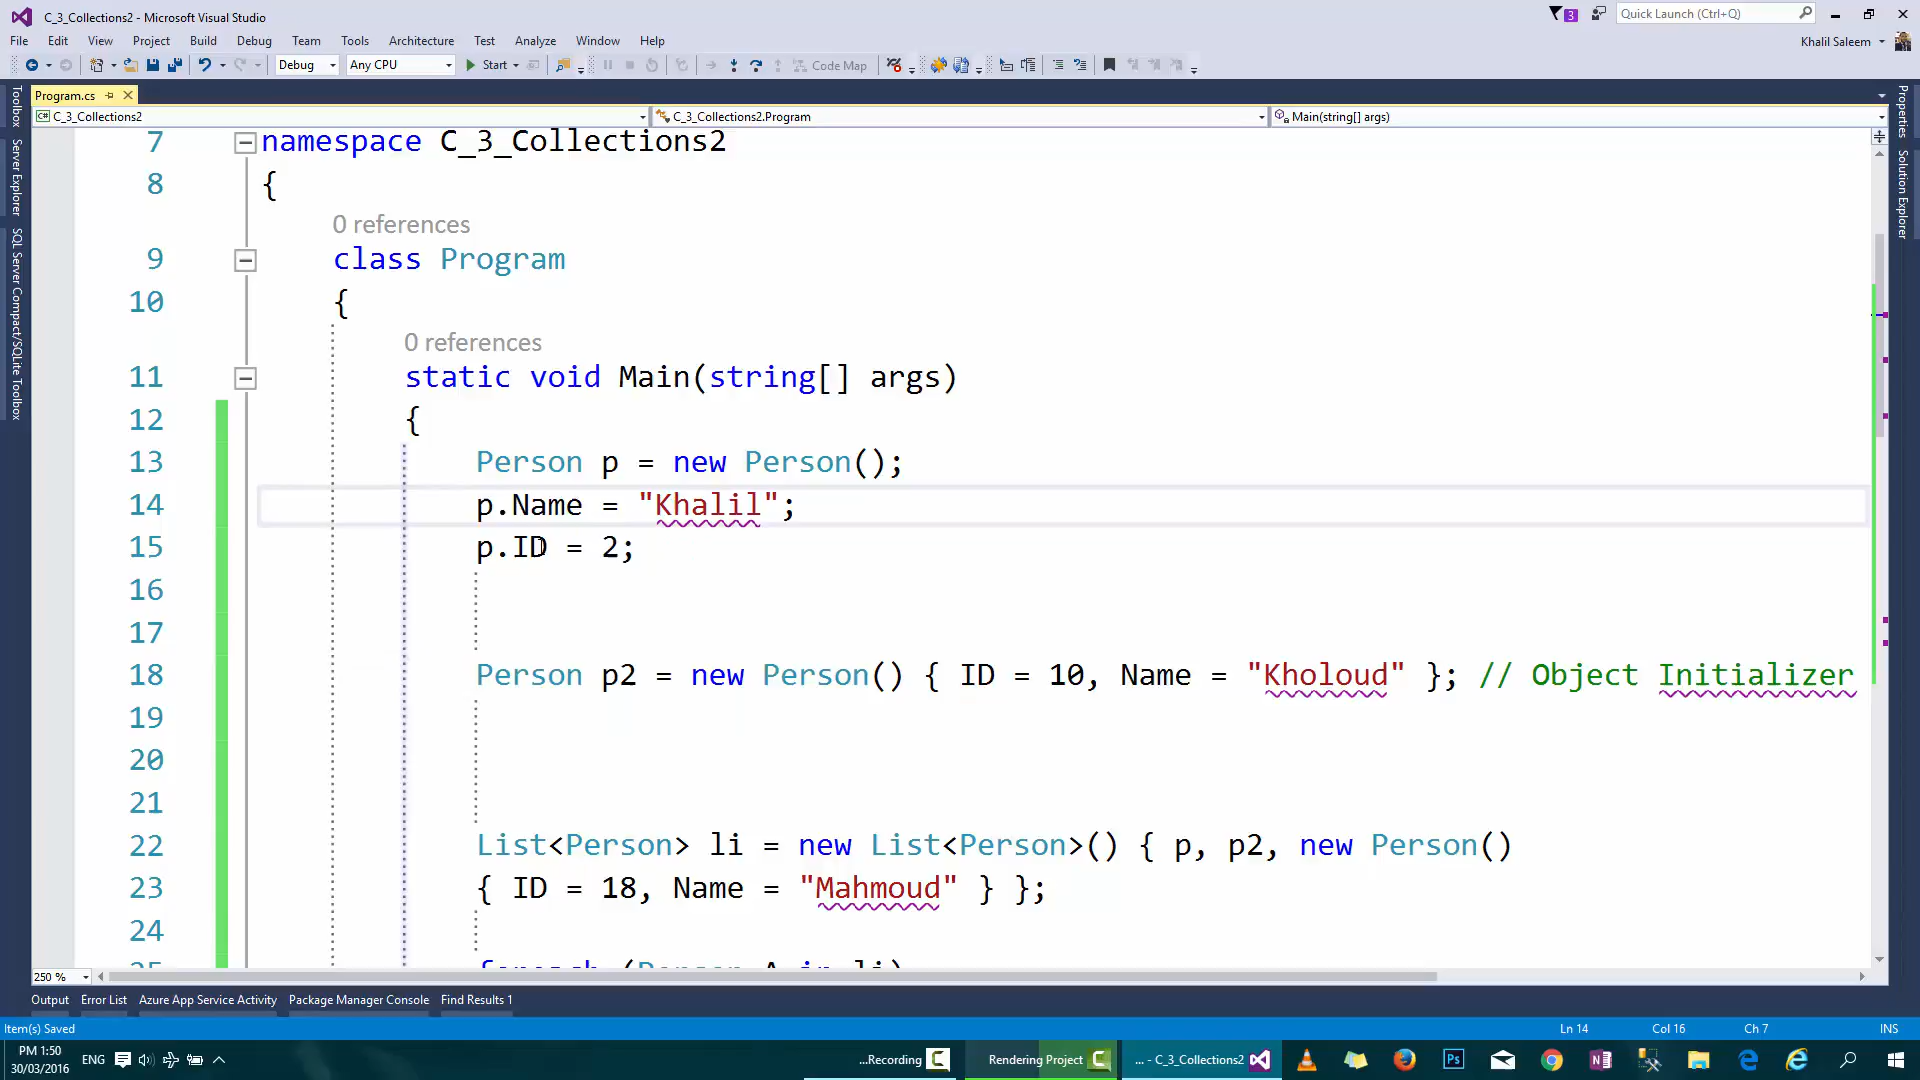 C_3_Collections2 - Microsoft Visual Studio
3
Quick Launch (Ctrl+Q)
File Edit View Project Build Debug Team Tools Architecture Test Analyze Window Help
Khalil Saleem
Debug Any CPU Start Code Map
Program.cs
C# C_3_Collections2
C_3_Collections2.Program
Main(string[] args)
Toolbox
Server Explorer
SQL Server Compact/SQLite Toolbox
Properties
Solution Explorer
7 namespace C_3_Collections2
8 {
0 references
9 class Program
10 {
0 references
11 static void Main(string[] args)
12 {
13 Person p = new Person();
14 p.Name = "Khalil";
15 p.ID = 2;
16
17
18 Person p2 = new Person() { ID = 10, Name = "Kholoud" }; // Object Initializer
19
20
21
22 List<Person> li = new List<Person>() { p, p2, new Person()
23 { ID = 18, Name = "Mahmoud" } };
24
25 foreach (Person A in li)
250 %
Output Error List Azure App Service Activity Package Manager Console Find Results 1
Item(s) Saved
Ln 14 Col 16 Ch 7 INS
PM 1:50
30/03/2016
ENG
...Recording
Rendering Project
... - C_3_Collections2
Ps